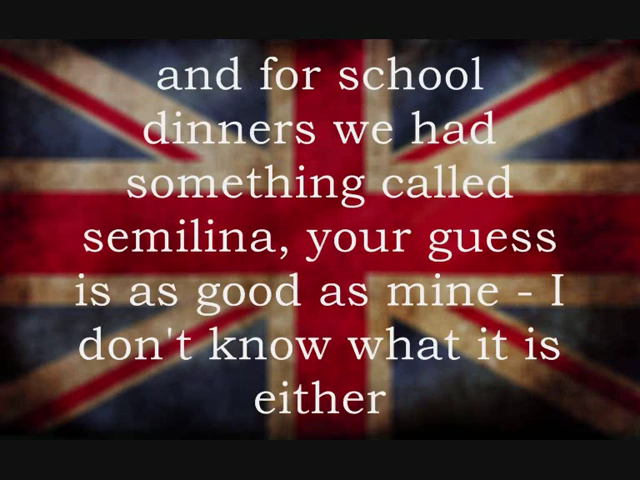 and for school
dinners we had
something called
semilina, your guess
is as good as mine - I
don't know what it is
either